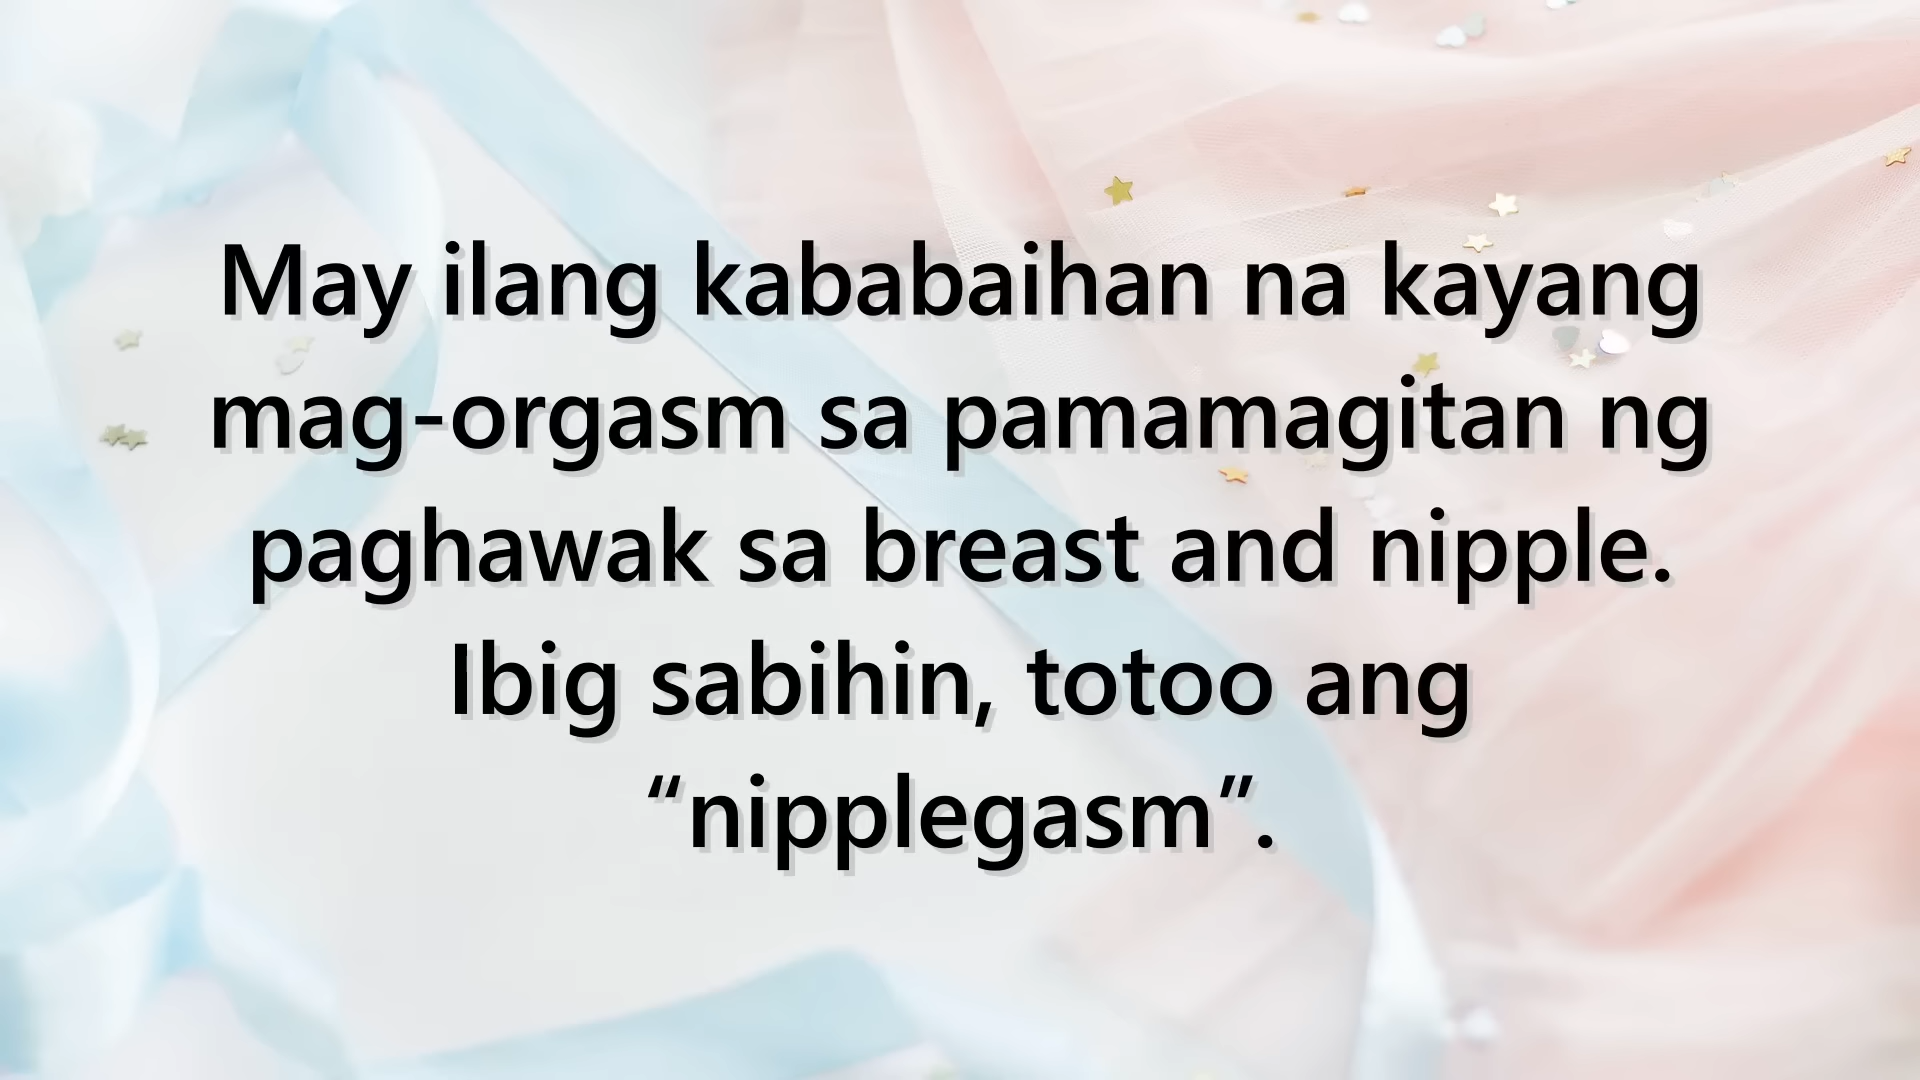 May ilang kababaihan na kayang
mag-orgasm sa pamamagitan ng
paghawak sa breast and nipple.
Ibig sabihin, totoo ang
“nipplegasm”.